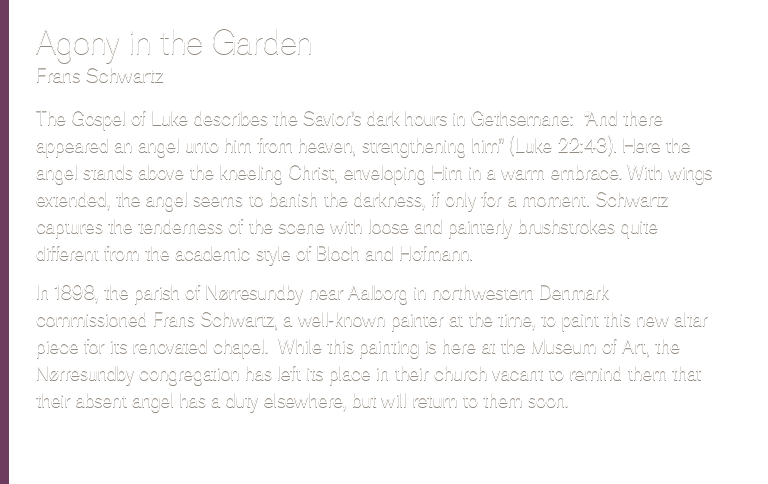 Agony in the Garden
Frans Schwartz
The Gospel of Luke describes the Savior's dark hours in Gethsemane:  "And there
appeared an angel unto him from heaven, strengthening him" (Luke 22:43). Here the
angel stands above the kneeling Christ, enveloping Him in a warm embrace. With wings
extended, the angel seems to banish the darkness, if only for a moment. Schwartz
captures the tenderness of the scene with loose and painterly brushstrokes quite
different from the academic style of Bloch and Hofmann.
In 1898, the parish of Nørresundby near Aalborg in northwestern Denmark
commissioned Frans Schwartz, a well-known painter at the time, to paint this new altar
piece for its renovated chapel.  While this painting is here at the Museum of Art, the
Nørresundby congregation has left its place in their church vacant to remind them that
their absent angel has a duty elsewhere, but will return to them soon.